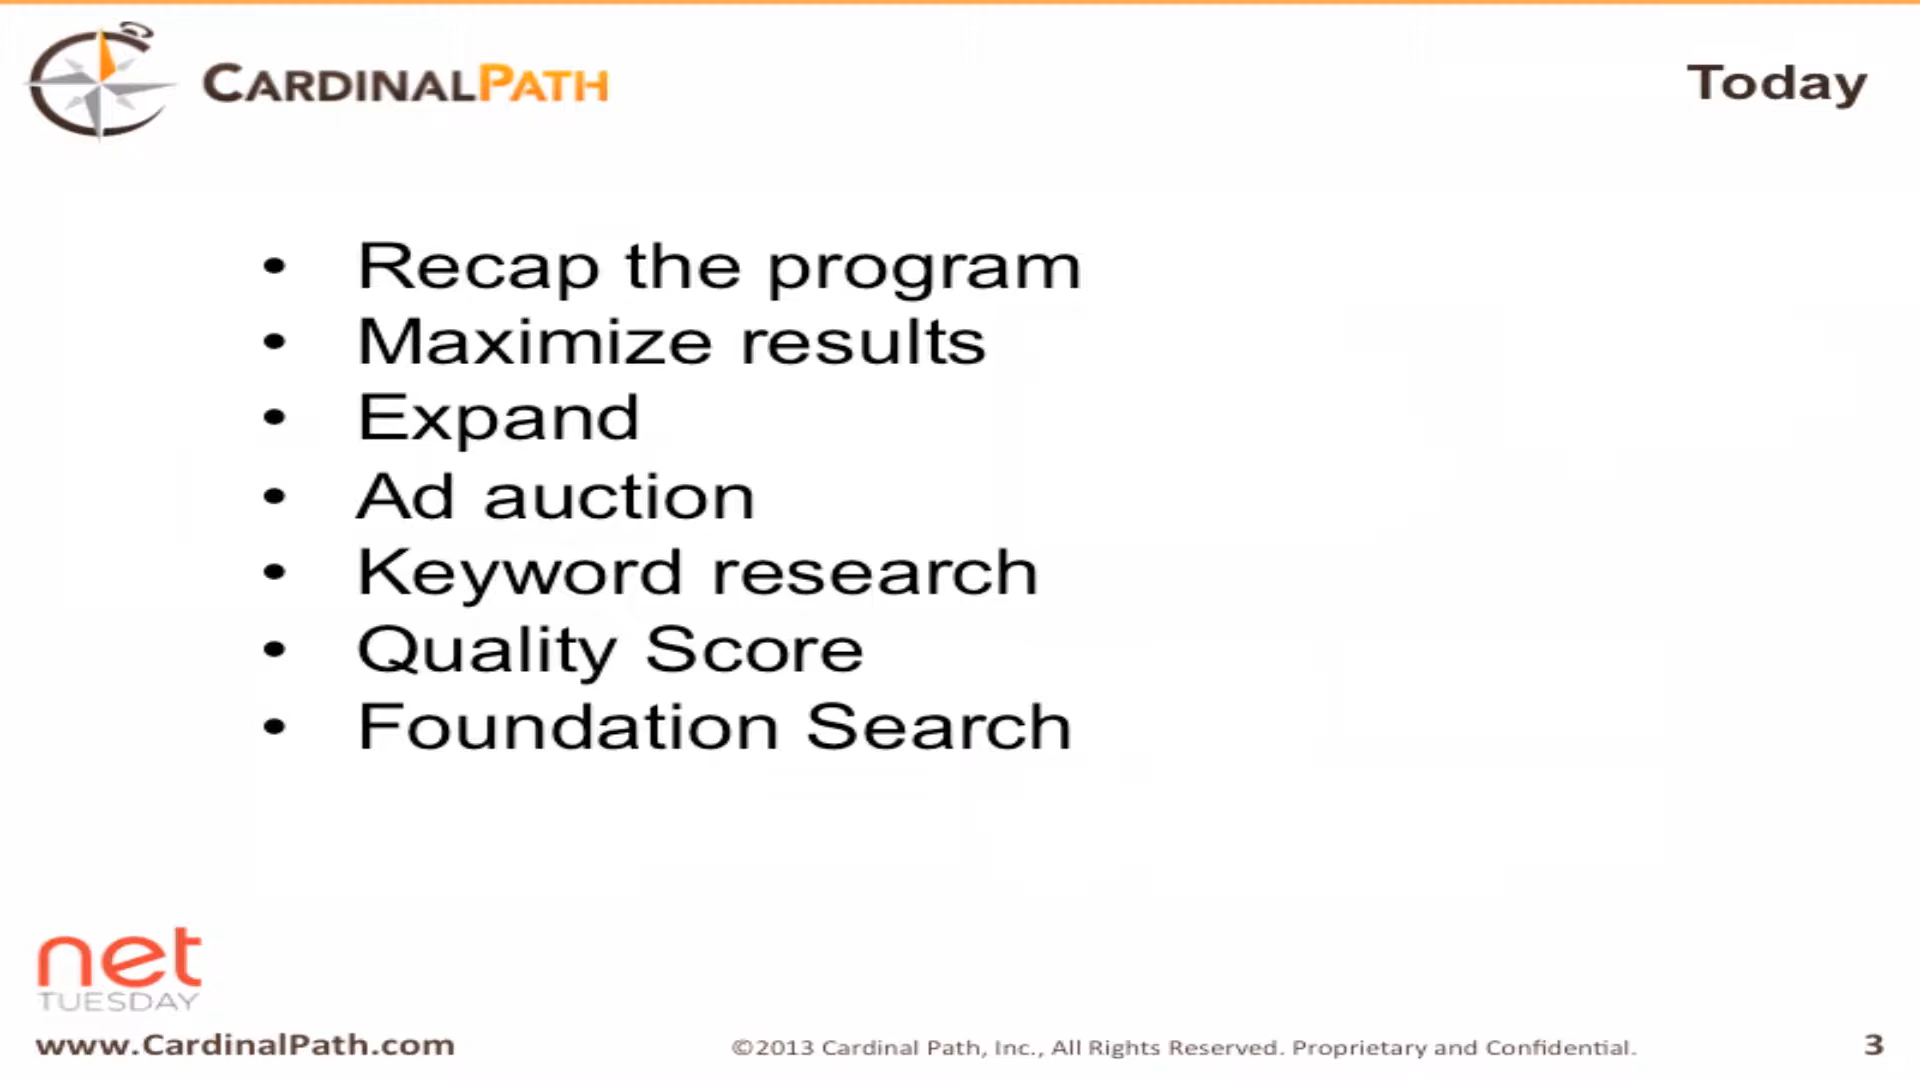 CARDINALPATH
Today
• Recap the program
• Maximize results
• Expand
• Ad auction
• Keyword research
• Quality Score
• Foundation Search
net
TUESDAY
www.CardinalPath.com
©2013 Cardinal Path, Inc., All Rights Reserved. Proprietary and Confidential.
3